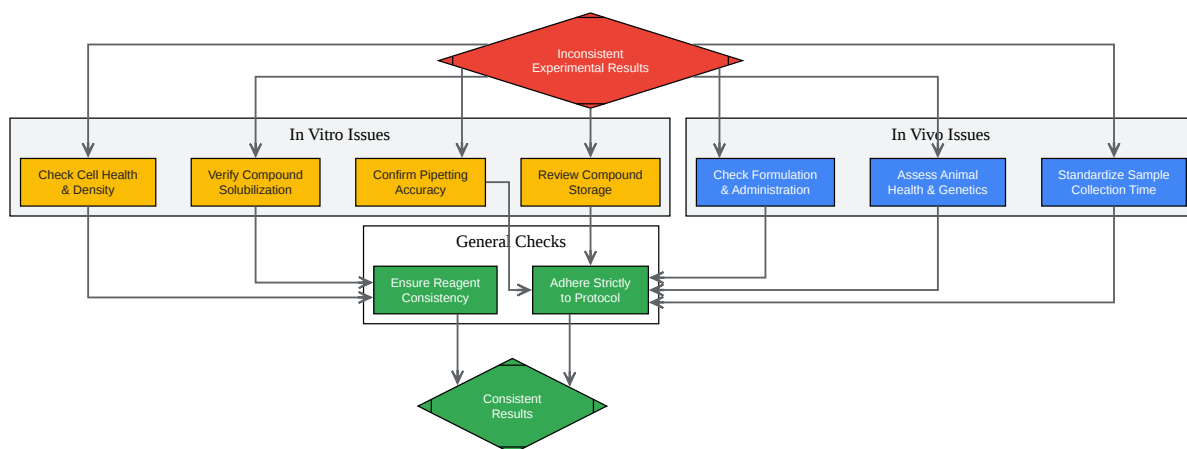 Inconsistent
Experimental Results
In Vitro Issues
In Vivo Issues
Check Cell Health
& Density
Verify Compound
Solubilization
Confirm Pipetting
Accuracy
Review Compound
Storage
Check Formulation
& Administration
Assess Animal
Health & Genetics
Standardize Sample
Collection Time
General Checks
Ensure Reagent
Consistency
Adhere Strictly
to Protocol
Consistent
Results